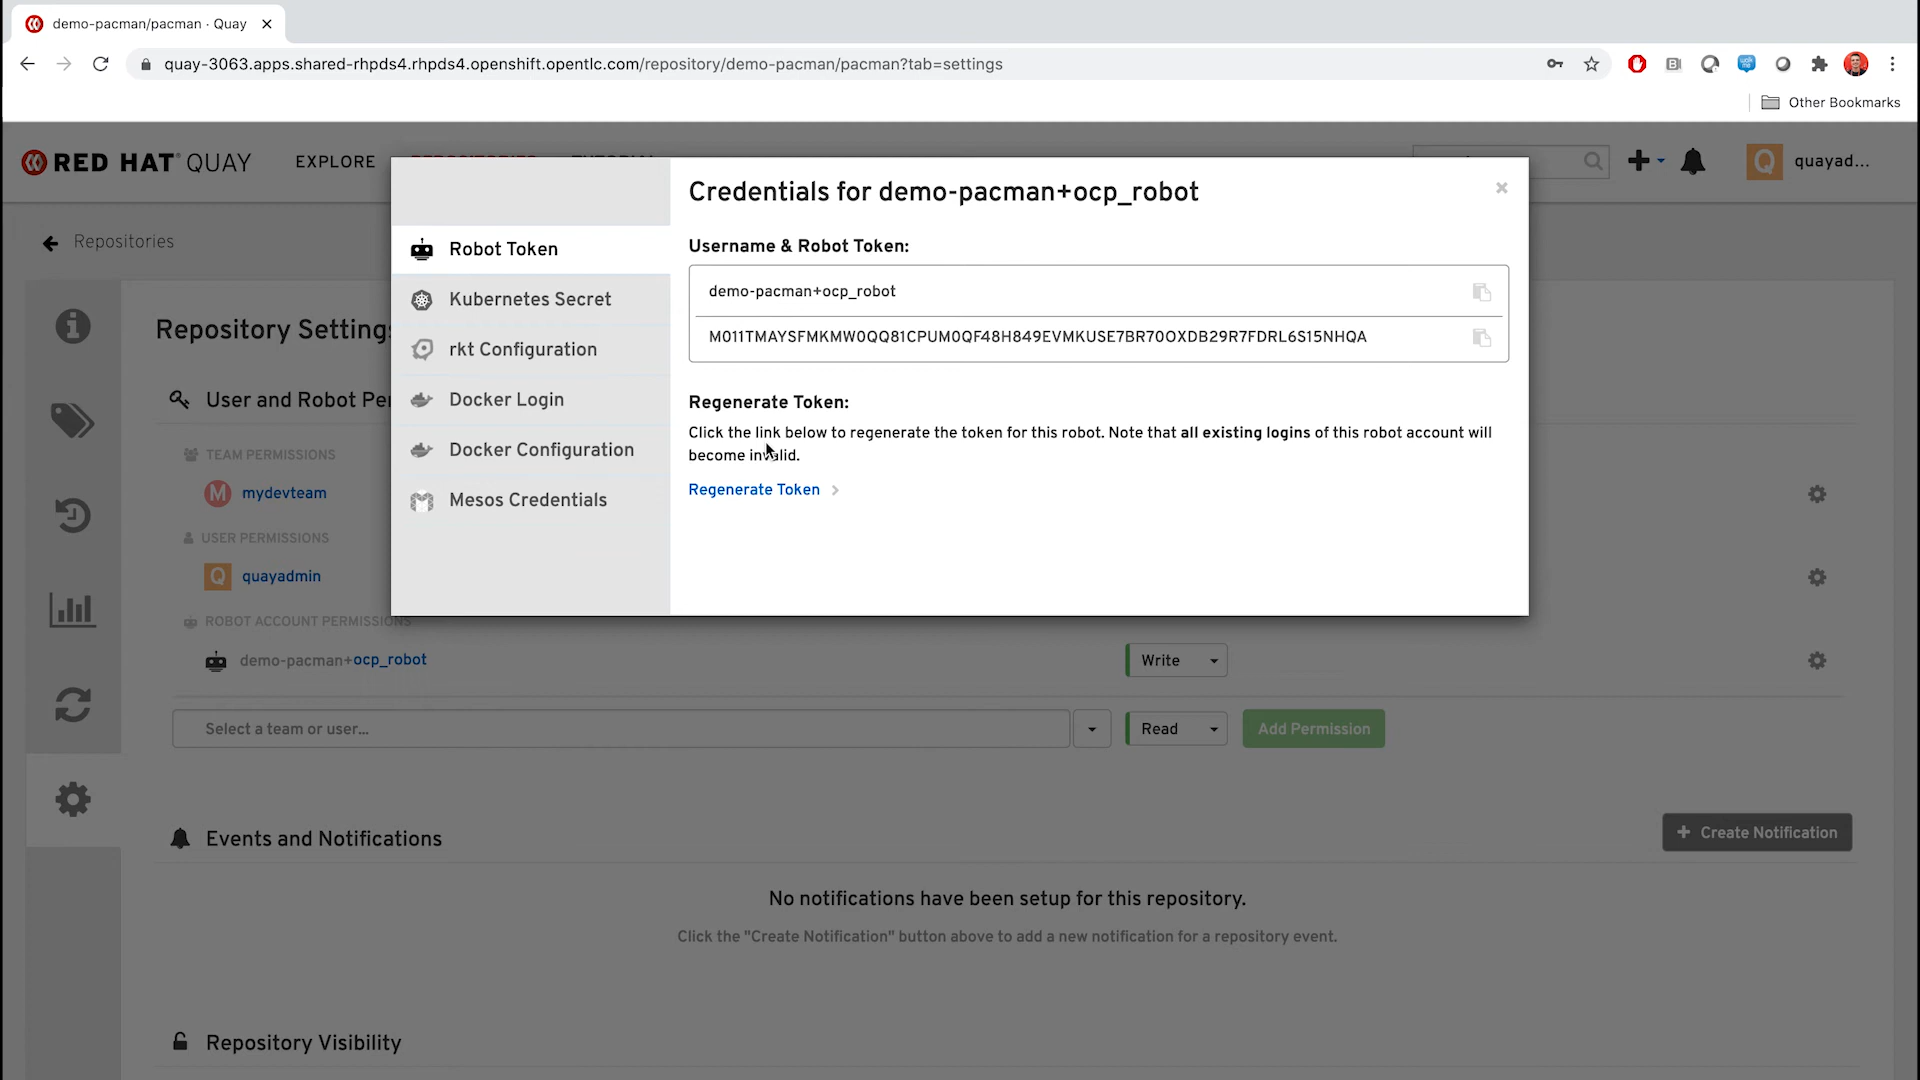 demo-pacman/pacman · Quay
quay-3063.apps.shared-rhpds4.rhpds4.openshift.opentlc.com/repository/demo-pacman/pacman?tab=settings
Other Bookmarks
RED HAT QUAY
EXPLORE
quayad...
Repositories
Repository Settings
User and Robot Per
TEAM PERMISSIONS
M mydevteam
USER PERMISSIONS
Q quayadmin
ROBOT ACCOUNT PERMISSIONS
demo-pacman+ocp_robot
Write
Select a team or user...
Read
Add Permission
Events and Notifications
Create Notification
No notifications have been setup for this repository.
Click the "Create Notification" button above to add a new notification for a repository event.
Repository Visibility
Robot Token
Kubernetes Secret
rkt Configuration
Docker Login
Docker Configuration
Mesos Credentials
Credentials for demo-pacman+ocp_robot
Username & Robot Token:
demo-pacman+ocp_robot
M011TMAYSFMKMW0QQ81CPUM0QF48H849EVMKUSE7BR70OXDB29R7FDRL6S15NHQA
Regenerate Token:
Click the link below to regenerate the token for this robot. Note that all existing logins of this robot account will
become invalid.
Regenerate Token